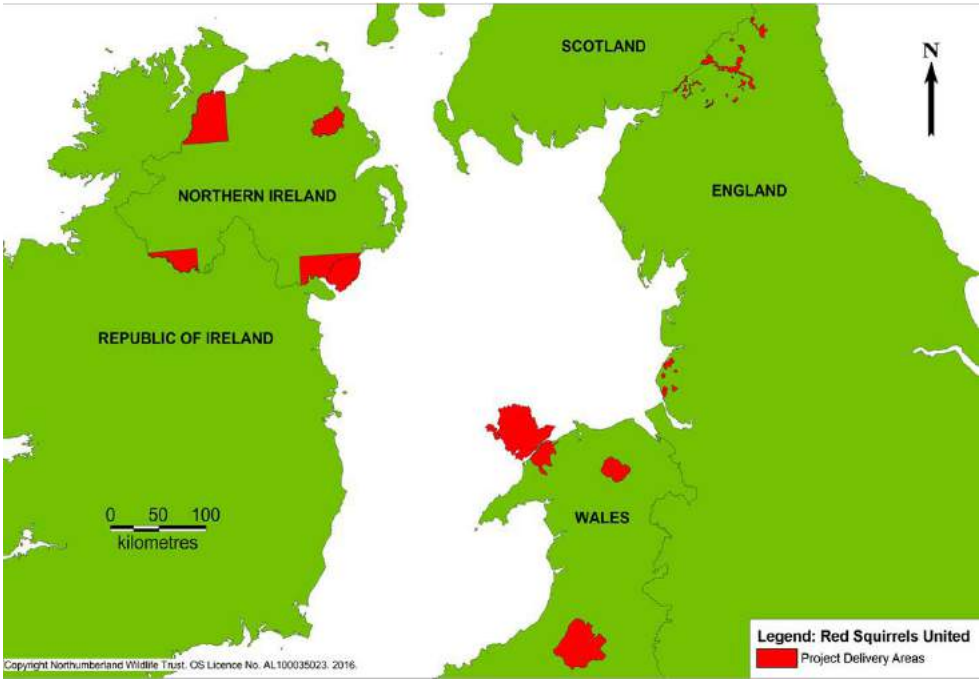 SCOTLAND
N
NORTHERN IRELAND
ENGLAND
REPUBLIC OF IRELAND
0 50 100
kilometres
WALES
Legend: Red Squirrels United
Project Delivery Areas
Copyright Northumberland Wildlife Trust. OS Licence No. AL100035023. 2016.